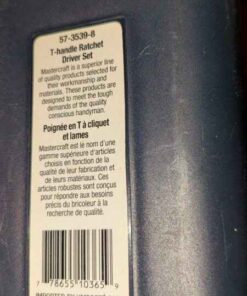 57-3539-8
T-handle Ratchet
Driver Set
Mastercraft is a superior line
of quality products selected for
their workmanship and
materials. These products are
designed to meet the tough
demands of the quality
conscious handyman.
Poignée en T à cliquet
et lames
Mastercraft est le nom d'une
gamme supérieure d'articles
choisis en fonction de la
qualité de leur fabrication et
de leurs matériaux. Ces
articles robustes sont conçus
pour répondre aux besoins
précis du bricoleur à la
recherche de qualité.
7 78655 10365 9